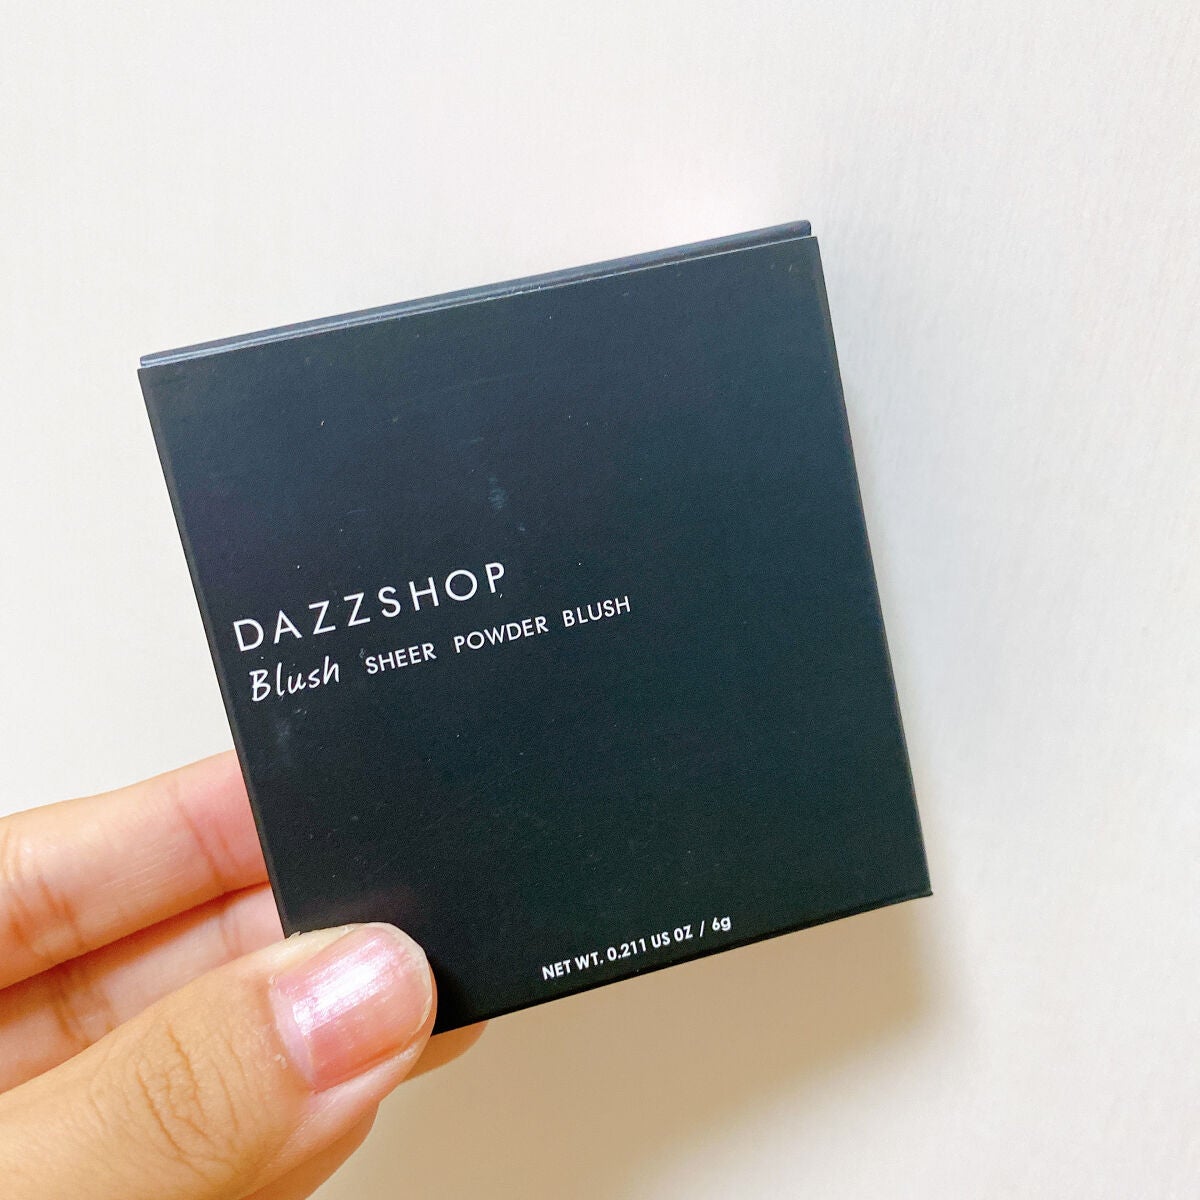 DAZZSHOP
Blush SHEER POWDER BLUSH
NET WT. 0.211 US OZ / 6g